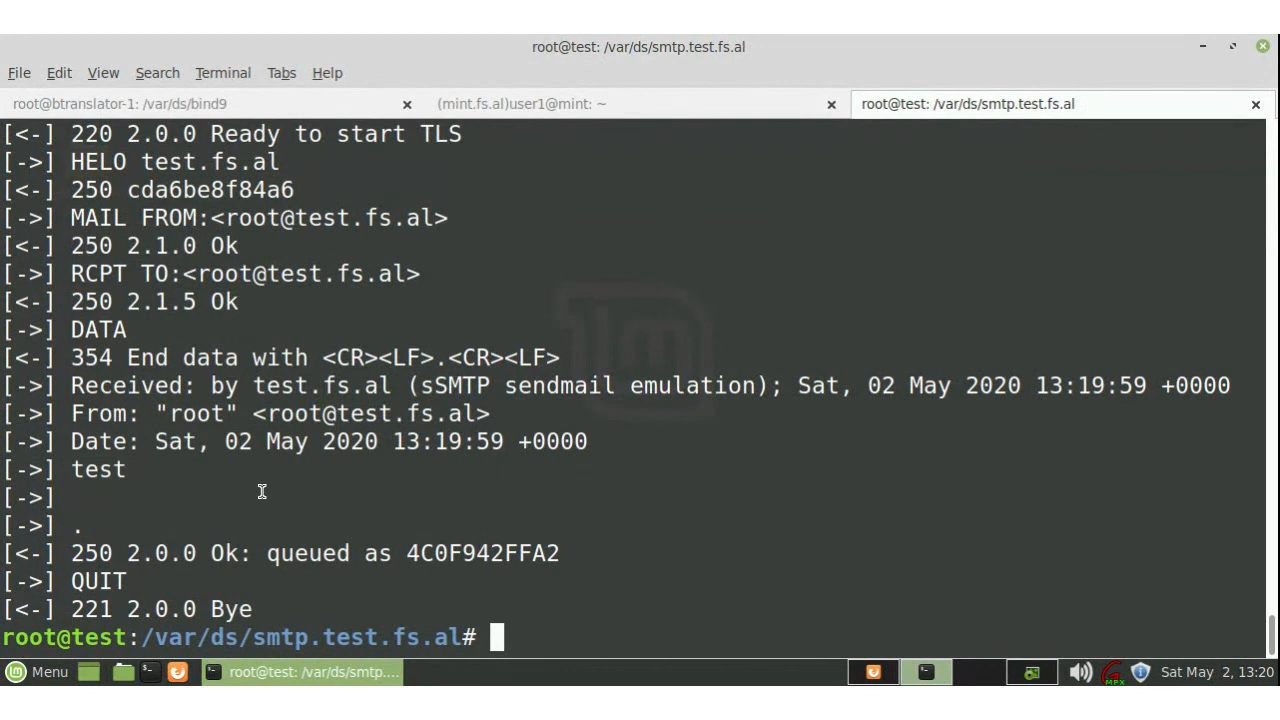 root@test: /var/ds/smtp.test.fs.al
File Edit View Search Terminal Tabs Help
root@btranslator-1: /var/ds/bind9 × (mint.fs.al)user1@mint: ~ × root@test: /var/ds/smtp.test.fs.al ×
[<-] 220 2.0.0 Ready to start TLS
[->] HELO test.fs.al
[<-] 250 cda6be8f84a6
[->] MAIL FROM:<root@test.fs.al>
[<-] 250 2.1.0 Ok
[->] RCPT TO:<root@test.fs.al>
[<-] 250 2.1.5 Ok
[->] DATA
[<-] 354 End data with <CR><LF>.<CR><LF>
[->] Received: by test.fs.al (sSMTP sendmail emulation); Sat, 02 May 2020 13:19:59 +0000
[->] From: "root" <root@test.fs.al>
[->] Date: Sat, 02 May 2020 13:19:59 +0000
[->] test
[->]
[->] .
[<-] 250 2.0.0 Ok: queued as 4C0F942FFA2
[->] QUIT
[<-] 221 2.0.0 Bye
root@test:/var/ds/smtp.test.fs.al#
Menu root@test: /var/ds/smtp.... MPX Sat May 2, 13:20